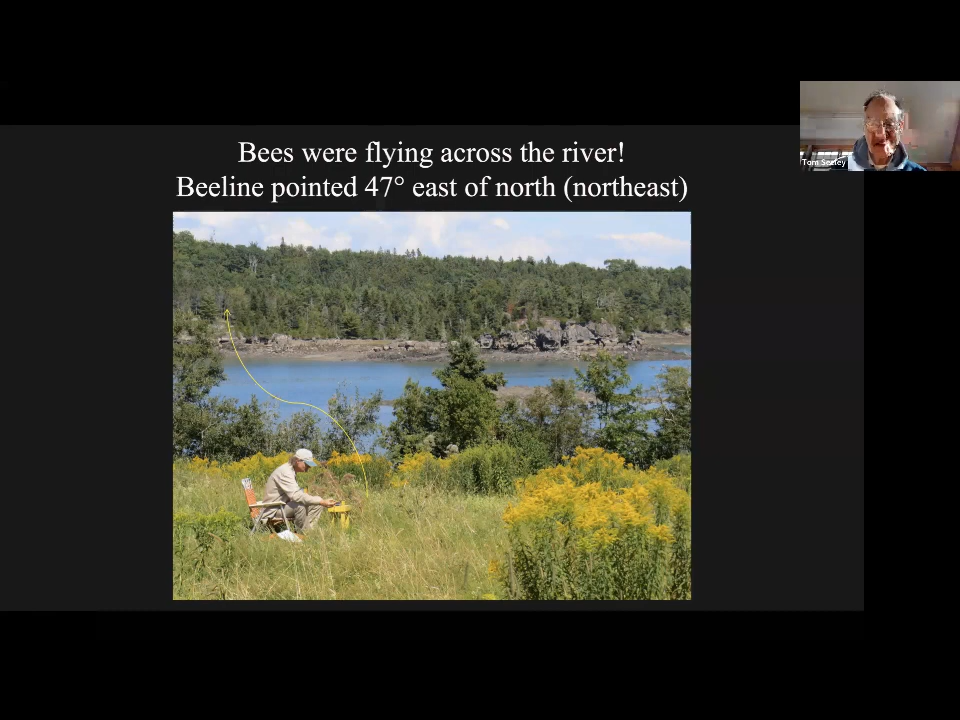 Bees were flying across the river!
Beeline pointed 47° east of north (northeast)
Tom Seeley